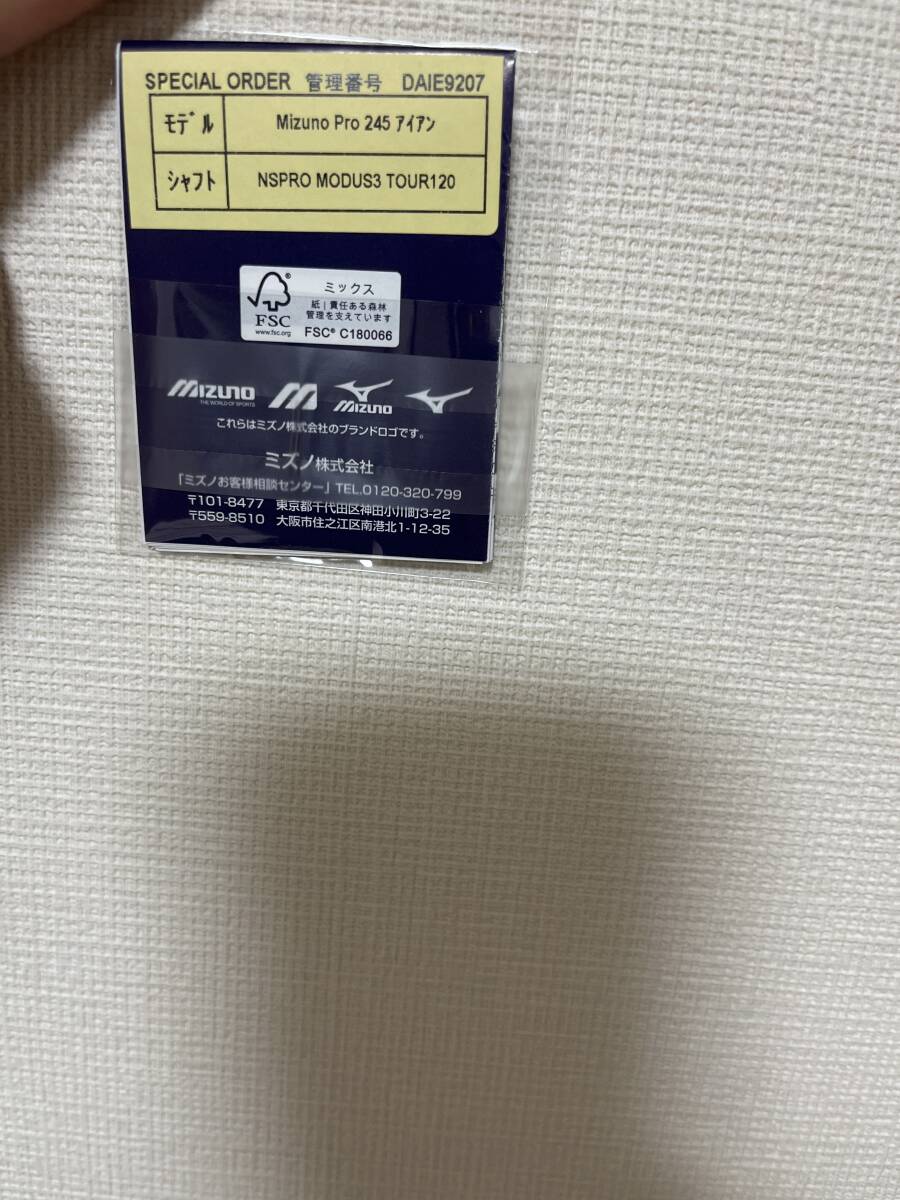 SPECIAL ORDER 管理番号 DAIE9207
モデル Mizuno Pro 245 アイアン
シャフト NSPRO MODUS3 TOUR120
ミックス
紙 | 責任ある森林
管理を支えています
FSC® C180066
®
FSC
www.fsc.org
MIZUNO
THE WORLD OF SPORTS
MIZUNO
これらはミズノ株式会社のブランドロゴです。
ミズノ株式会社
「ミズノお客様相談センター」TEL.0120-320-799
〒101-8477 東京都千代田区神田小川町3-22
〒559-8510 大阪市住之江区南港北1-12-35